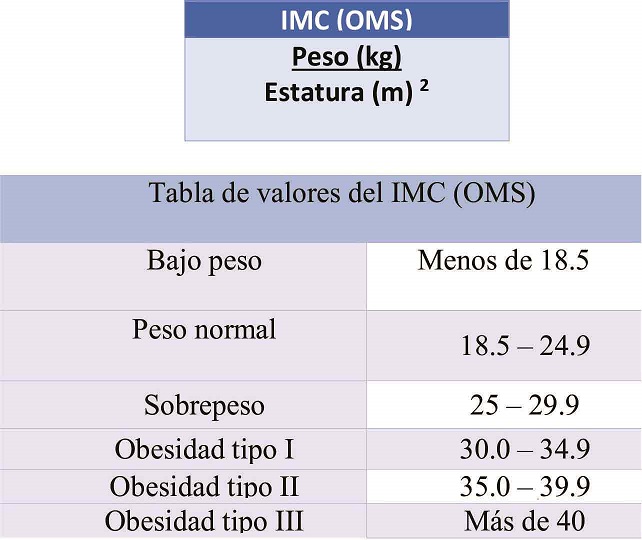 IMC (OMS)
Peso (kg)
Estatura (m) ²
Tabla de valores del IMC (OMS)
Bajo peso Menos de 18.5
Peso normal 18.5 – 24.9
Sobrepeso 25 – 29.9
Obesidad tipo I 30.0 – 34.9
Obesidad tipo II 35.0 – 39.9
Obesidad tipo III Más de 40